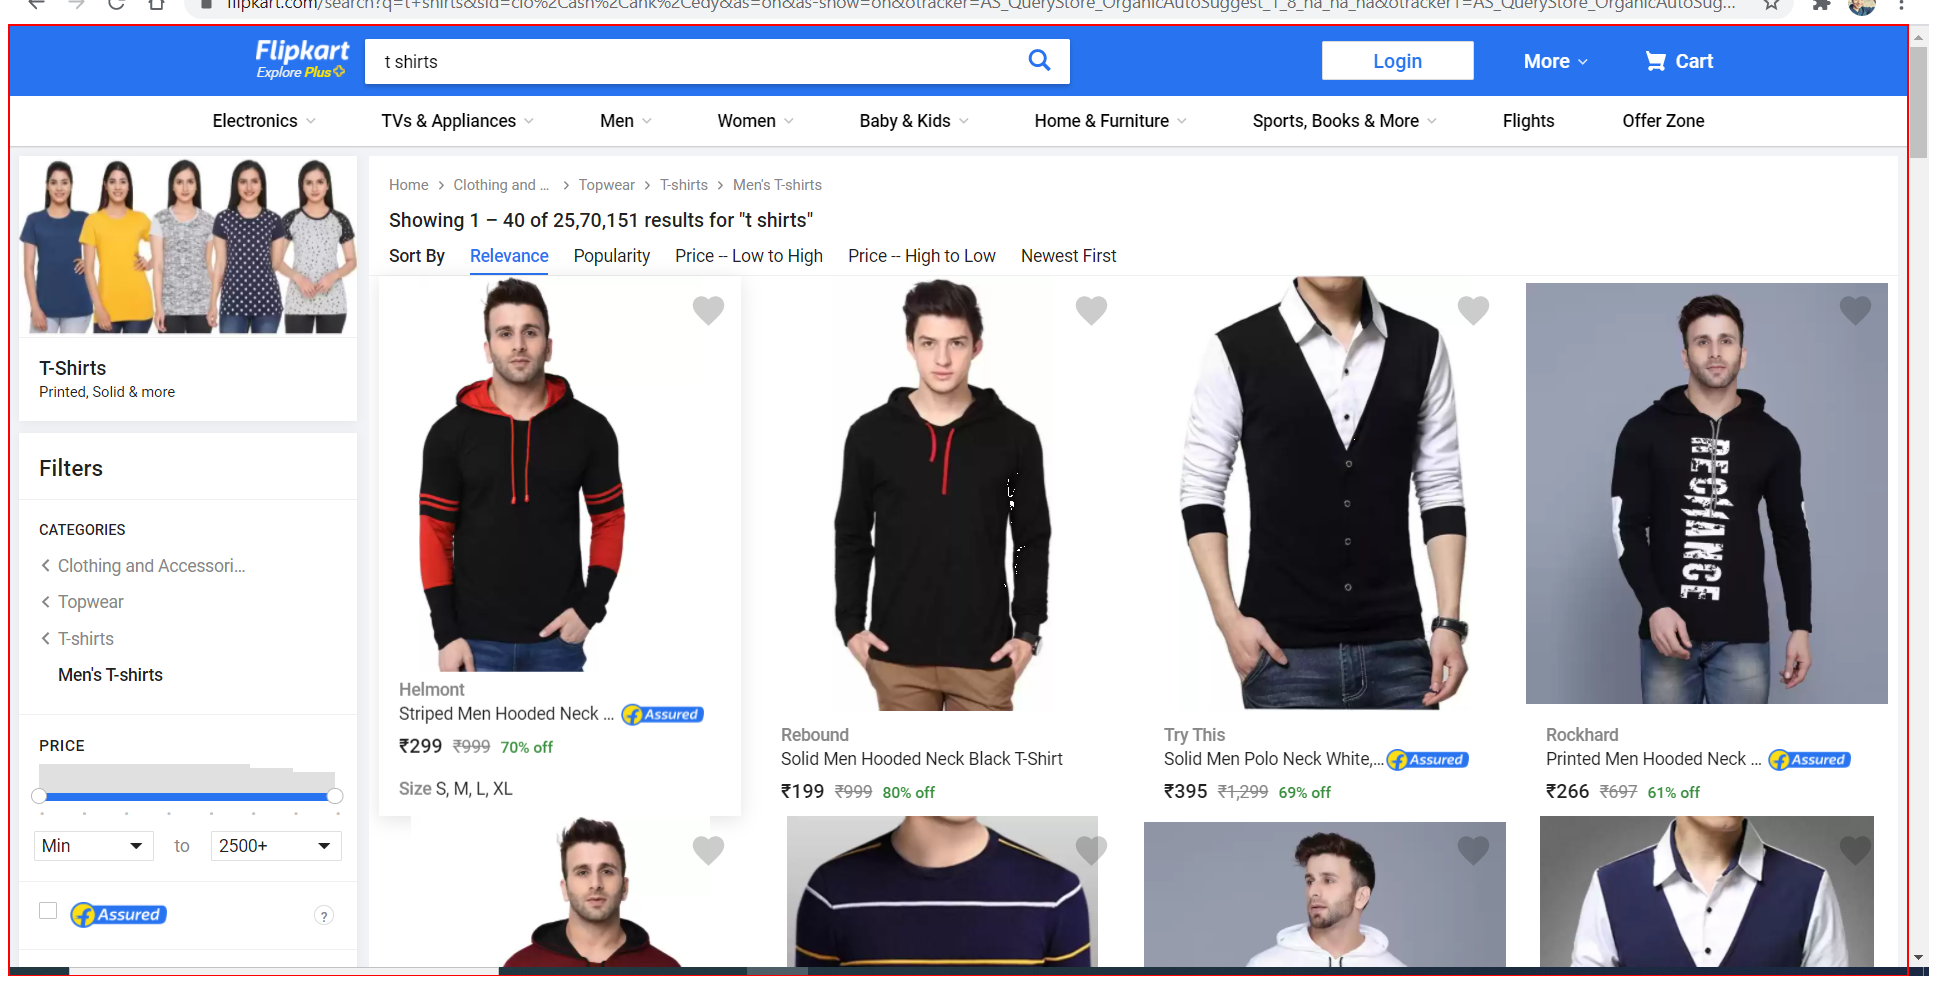 flipkart.com/search?q=t+shirts&sid=clo%2Cash%2Cank%2Cedy&as=on&as-show=on&otracker=AS_QueryStore_OrganicAutoSuggest_1_8_na_na_na&otracker1=AS_QueryStore_OrganicAutoSug...
Flipkart
Explore Plus
t shirts
Login
More
Cart
Electronics
TVs & Appliances
Men
Women
Baby & Kids
Home & Furniture
Sports, Books & More
Flights
Offer Zone
T-Shirts
Printed, Solid & more
Filters
CATEGORIES
Clothing and Accessori...
Topwear
T-shirts
Men's T-shirts
PRICE
Min to 2500+
f Assured
?
Home > Clothing and ... > Topwear > T-shirts > Men's T-shirts
Showing 1 – 40 of 25,70,151 results for "t shirts"
Sort By Relevance Popularity Price -- Low to High Price -- High to Low Newest First
Helmont
Striped Men Hooded Neck ... f Assured
₹299 ₹999 70% off
Size S, M, L, XL
Rebound
Solid Men Hooded Neck Black T-Shirt
₹199 ₹999 80% off
Try This
Solid Men Polo Neck White,... f Assured
₹395 ₹1,299 69% off
REC/ANCE
Rockhard
Printed Men Hooded Neck ... f Assured
₹266 ₹697 61% off